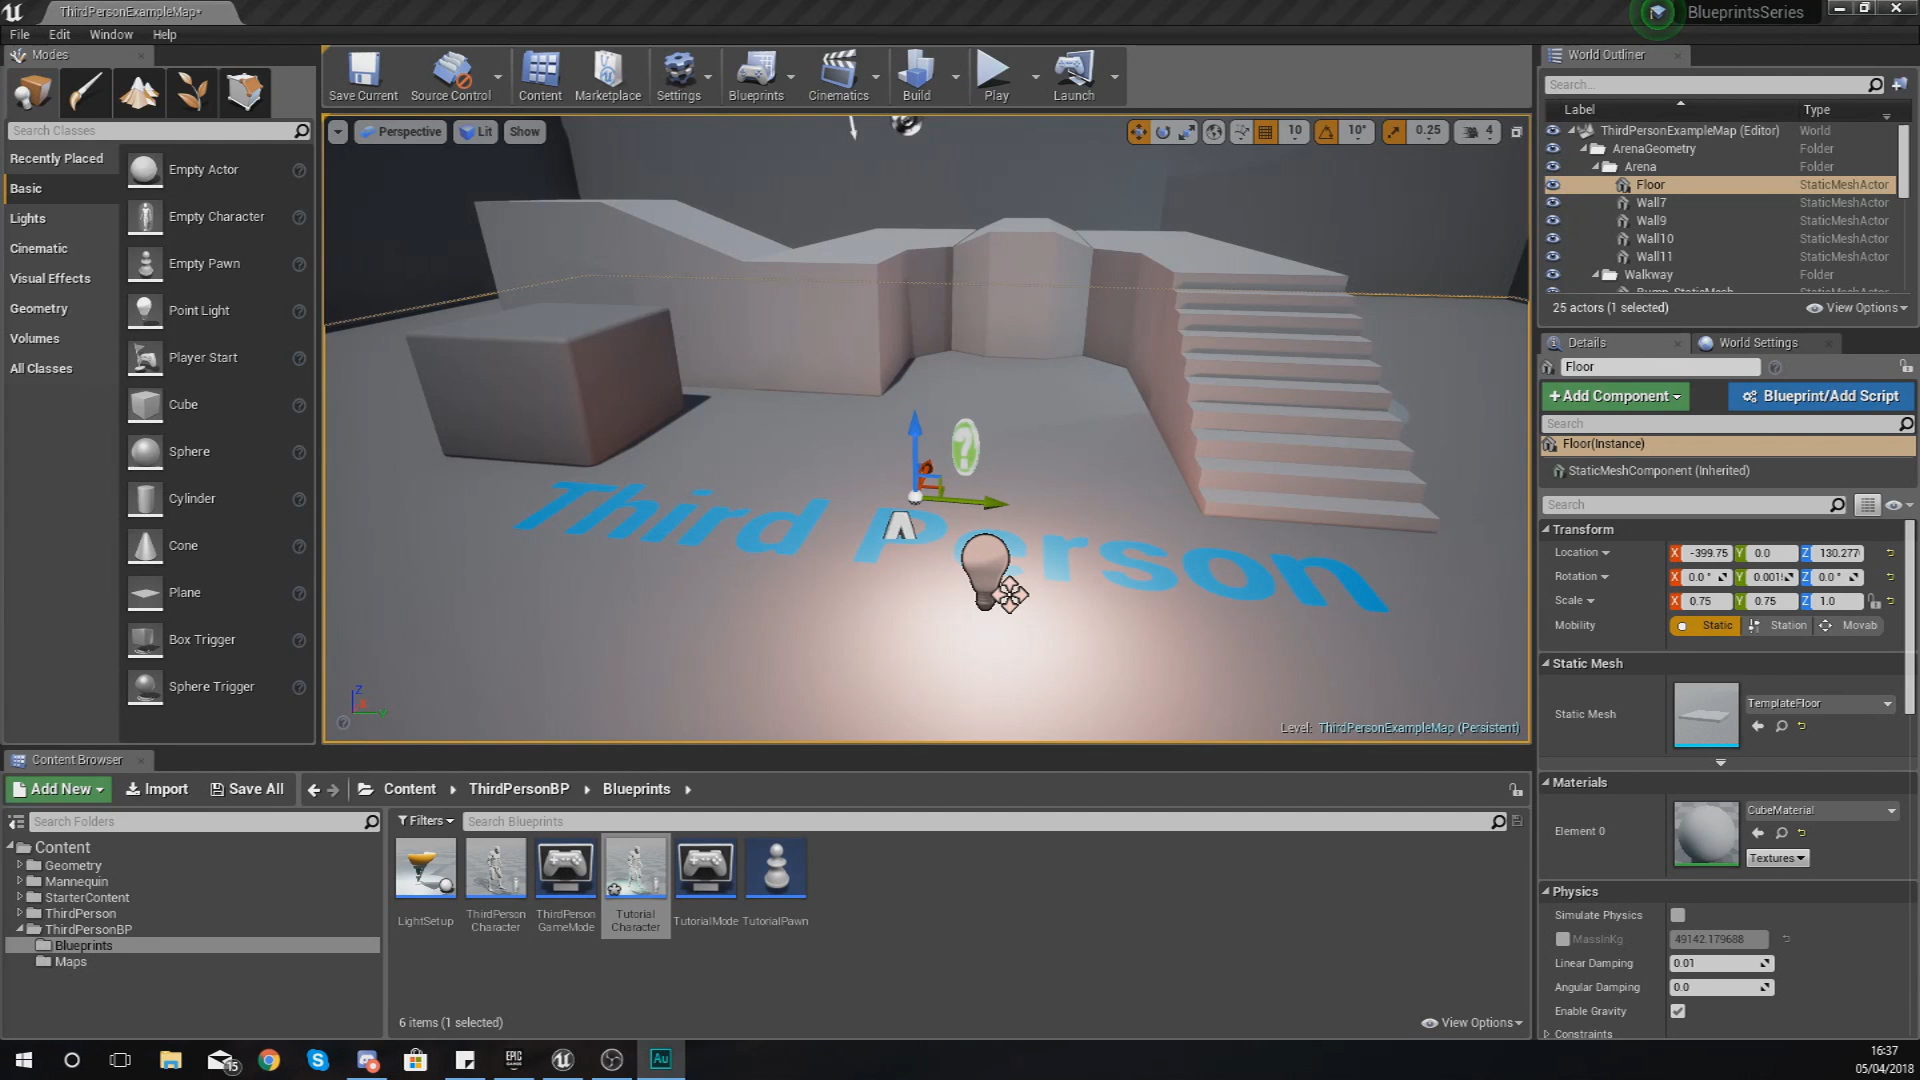 ThirdPersonExampleMap*
BlueprintsSeries
File Edit Window Help
Modes
Save Current
Source Control
Content
Marketplace
Settings
Blueprints
Cinematics
Build
Play
Launch
Search Classes
Recently Placed
Basic
Lights
Cinematic
Visual Effects
Geometry
Volumes
All Classes
Empty Actor
Empty Character
Empty Pawn
Point Light
Player Start
Cube
Sphere
Cylinder
Cone
Plane
Box Trigger
Sphere Trigger
Perspective
Lit
Show
10
10°
0.25
4
Third Person
Z
Level: ThirdPersonExampleMap (Persistent)
World Outliner
Search...
Label Type
ThirdPersonExampleMap (Editor) World
ArenaGeometry Folder
Arena Folder
Floor StaticMeshActor
Wall7 StaticMeshActor
Wall9 StaticMeshActor
Wall10 StaticMeshActor
Wall11 StaticMeshActor
Walkway Folder
Bump_StaticMesh StaticMeshActor
25 actors (1 selected)
View Options
Details
World Settings
Floor
+Add Component
Blueprint/Add Script
Search
Floor(Instance)
StaticMeshComponent (Inherited)
Search
Transform
Location X -399.75 Y 0.0 Z 130.277
Rotation X 0.0° Y 0.001 Z 0.0°
Scale X 0.75 Y 0.75 Z 1.0
Mobility Static Station Movab
Static Mesh
Static Mesh
TemplateFloor
Materials
Element 0
CubeMaterial
Textures
Physics
Simulate Physics
MassInKg 49142.179688
Linear Damping 0.01
Angular Damping 0.0
Enable Gravity
Constraints
Content Browser
Add New
Import
Save All
Content
ThirdPersonBP
Blueprints
Search Folders
Filters
Search Blueprints
Content
Geometry
Mannequin
StarterContent
ThirdPerson
ThirdPersonBP
Blueprints
Maps
LightSetup
ThirdPerson
Character
ThirdPerson
GameMode
Tutorial
Character
TutorialMode
TutorialPawn
6 items (1 selected)
View Options
15
EPIC
GAMES
Au
16:37
05/04/2018